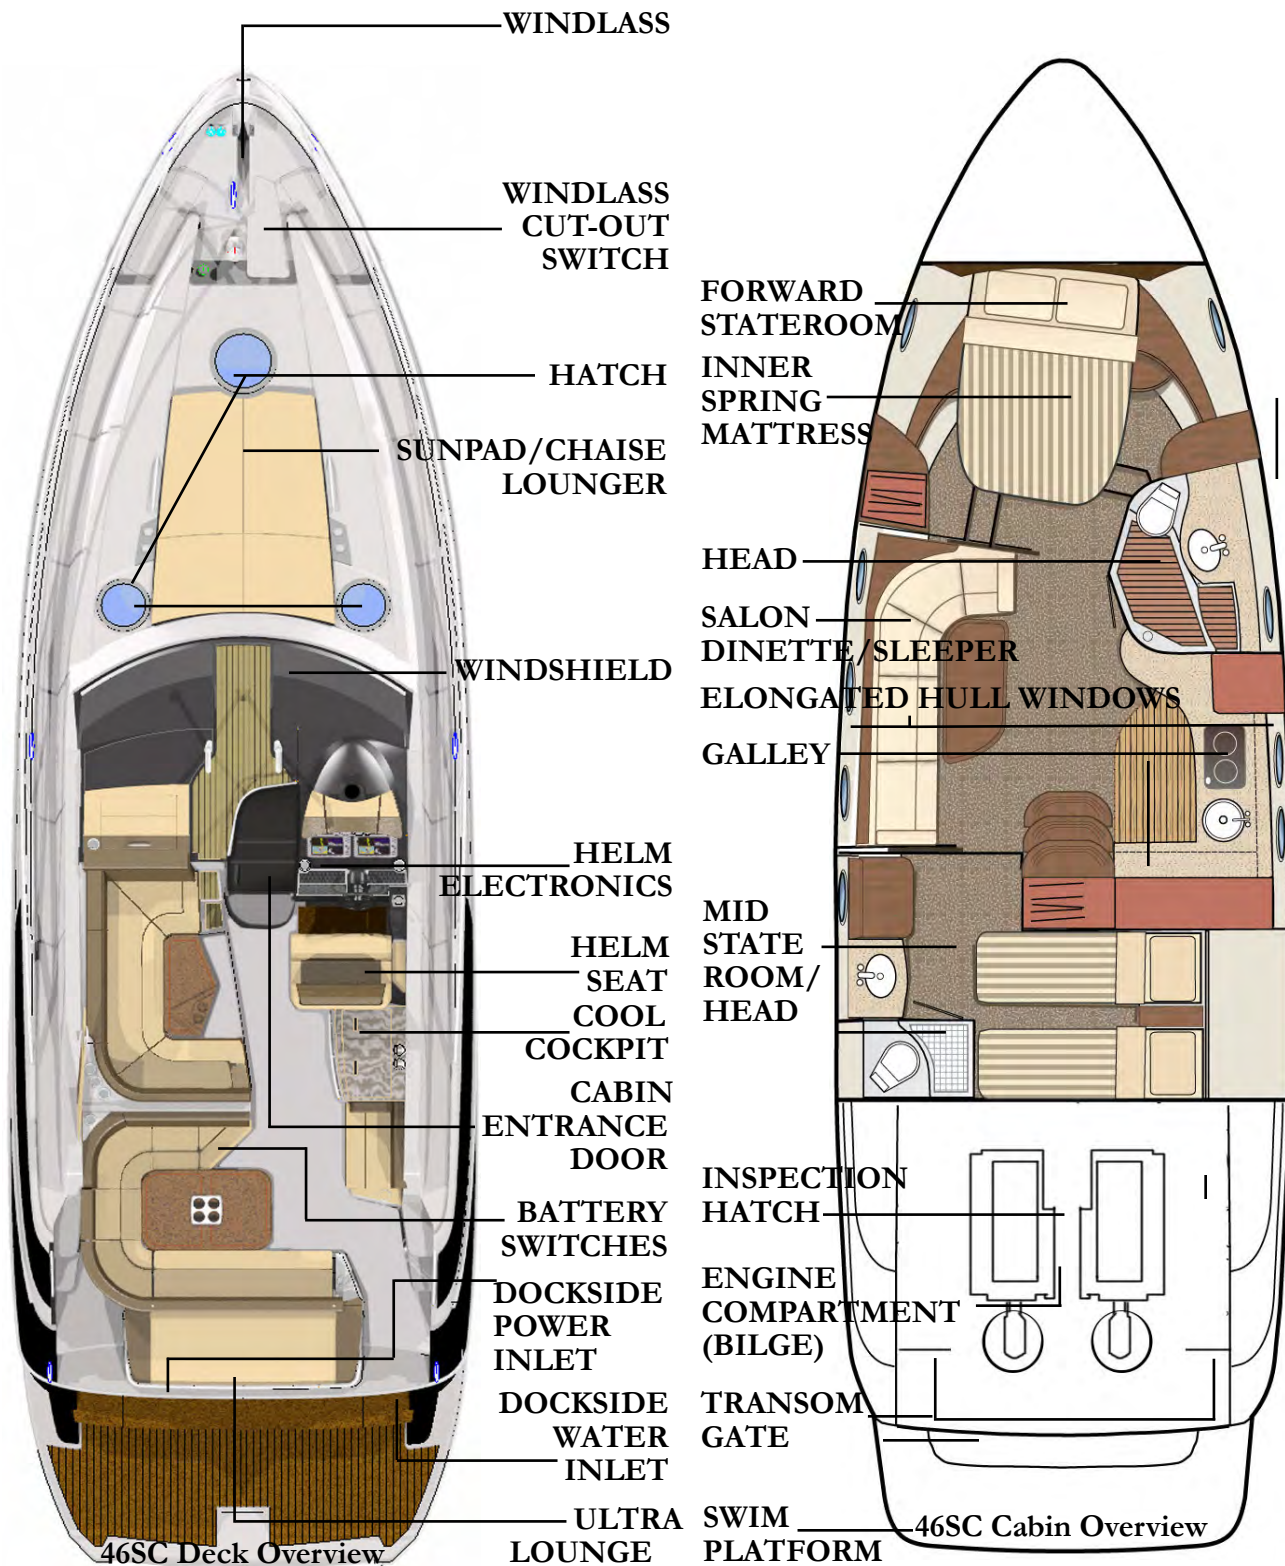 WINDLASS
WINDLASS
CUT-OUT
SWITCH
HATCH
SUNPAD/CHAISE
LOUNGER
WINDSHIELD
HELM
ELECTRONICS
HELM
SEAT
COOL
COCKPIT
CABIN
ENTRANCE
DOOR
BATTERY
SWITCHES
DOCKSIDE
POWER
INLET
DOCKSIDE
WATER
INLET
ULTRA
LOUNGE
46SC Deck Overview
FORWARD
STATEROOM
INNER
SPRING
MATTRESS
HEAD
SALON
DINETTE/SLEEPER
ELONGATED HULL WINDOWS
GALLEY
MID
STATE
ROOM/
HEAD
INSPECTION
HATCH
ENGINE
COMPARTMENT
(BILGE)
TRANSOM
GATE
SWIM
PLATFORM
46SC Cabin Overview